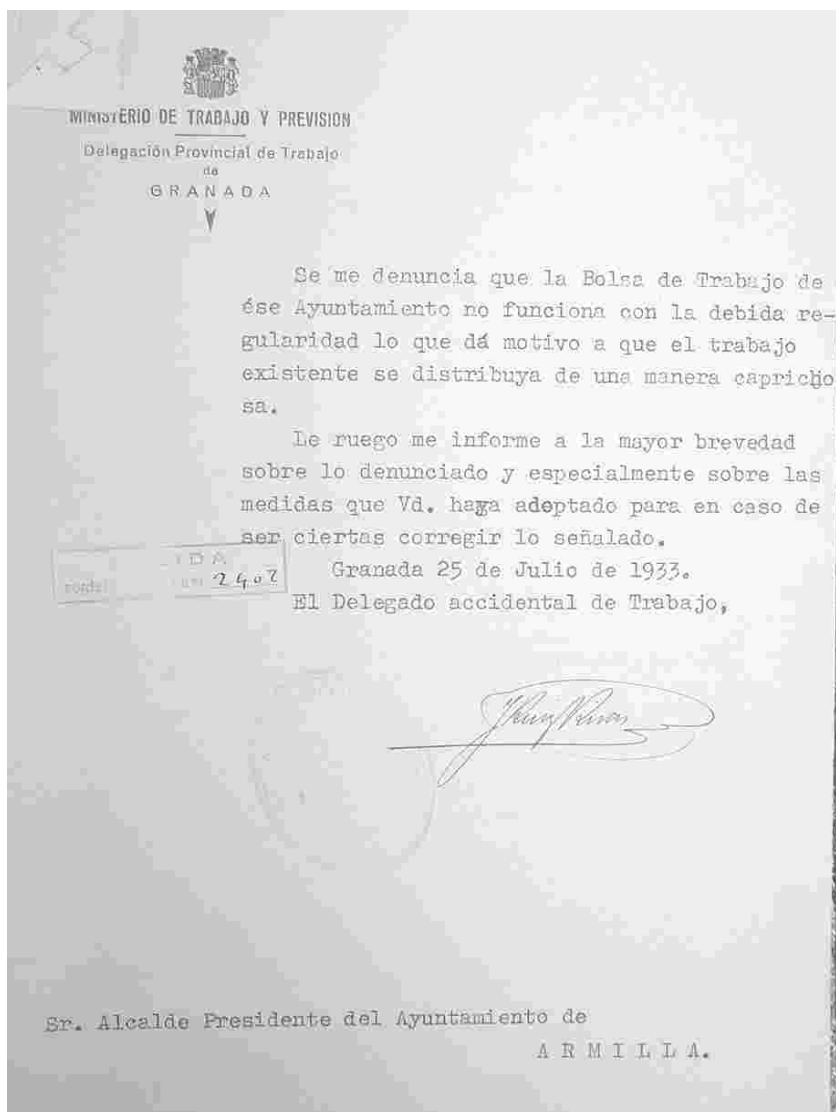 MINISTERIO DE TRABAJO Y PREVISION
Delegación Provincial de Trabajo
de
GRANADA
Se me denuncia que la Bolsa de Trabajo de
ése Ayuntamiento no funciona con la debida re-
gularidad lo que dá motivo a que el trabajo
existente se distribuya de una manera capricho
sa.
Le ruego me informe a la mayor brevedad
sobre lo denunciado y especialmente sobre las
medidas que Vd. haya adoptado para en caso de
ser ciertas corregir lo señalado.
2402
Granada 25 de Julio de 1933.
El Delegado accidental de Trabajo,
Sr. Alcalde Presidente del Ayuntamiento de
ARMILLA.